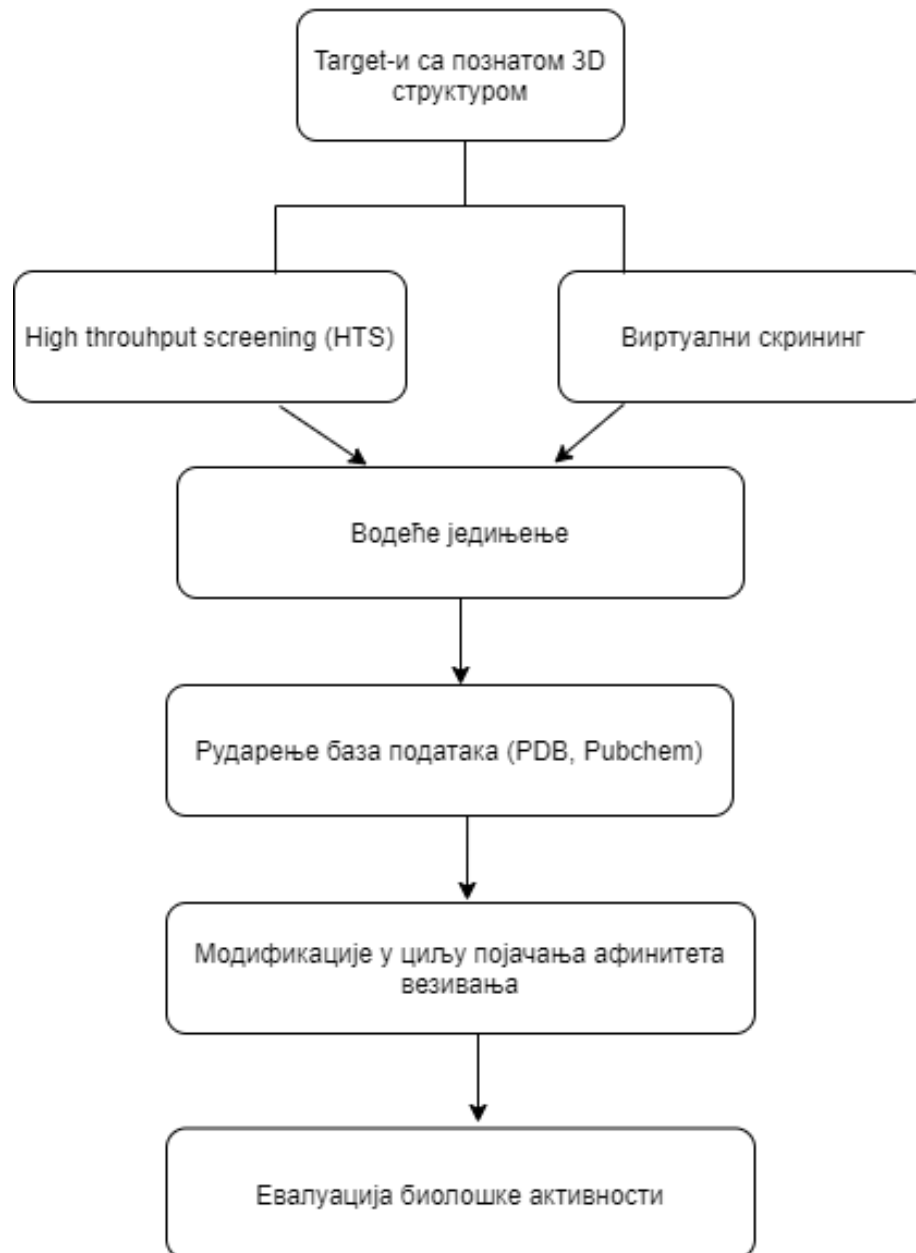 Target-и са познатом 3D
структуром
High throuhput screening (HTS)
Виртуални скрининг
Водеће једињење
Рударење база података (PDB, Pubchem)
Модификације у циљу појачања афинитета
везивања
Евалуација биолошке активности